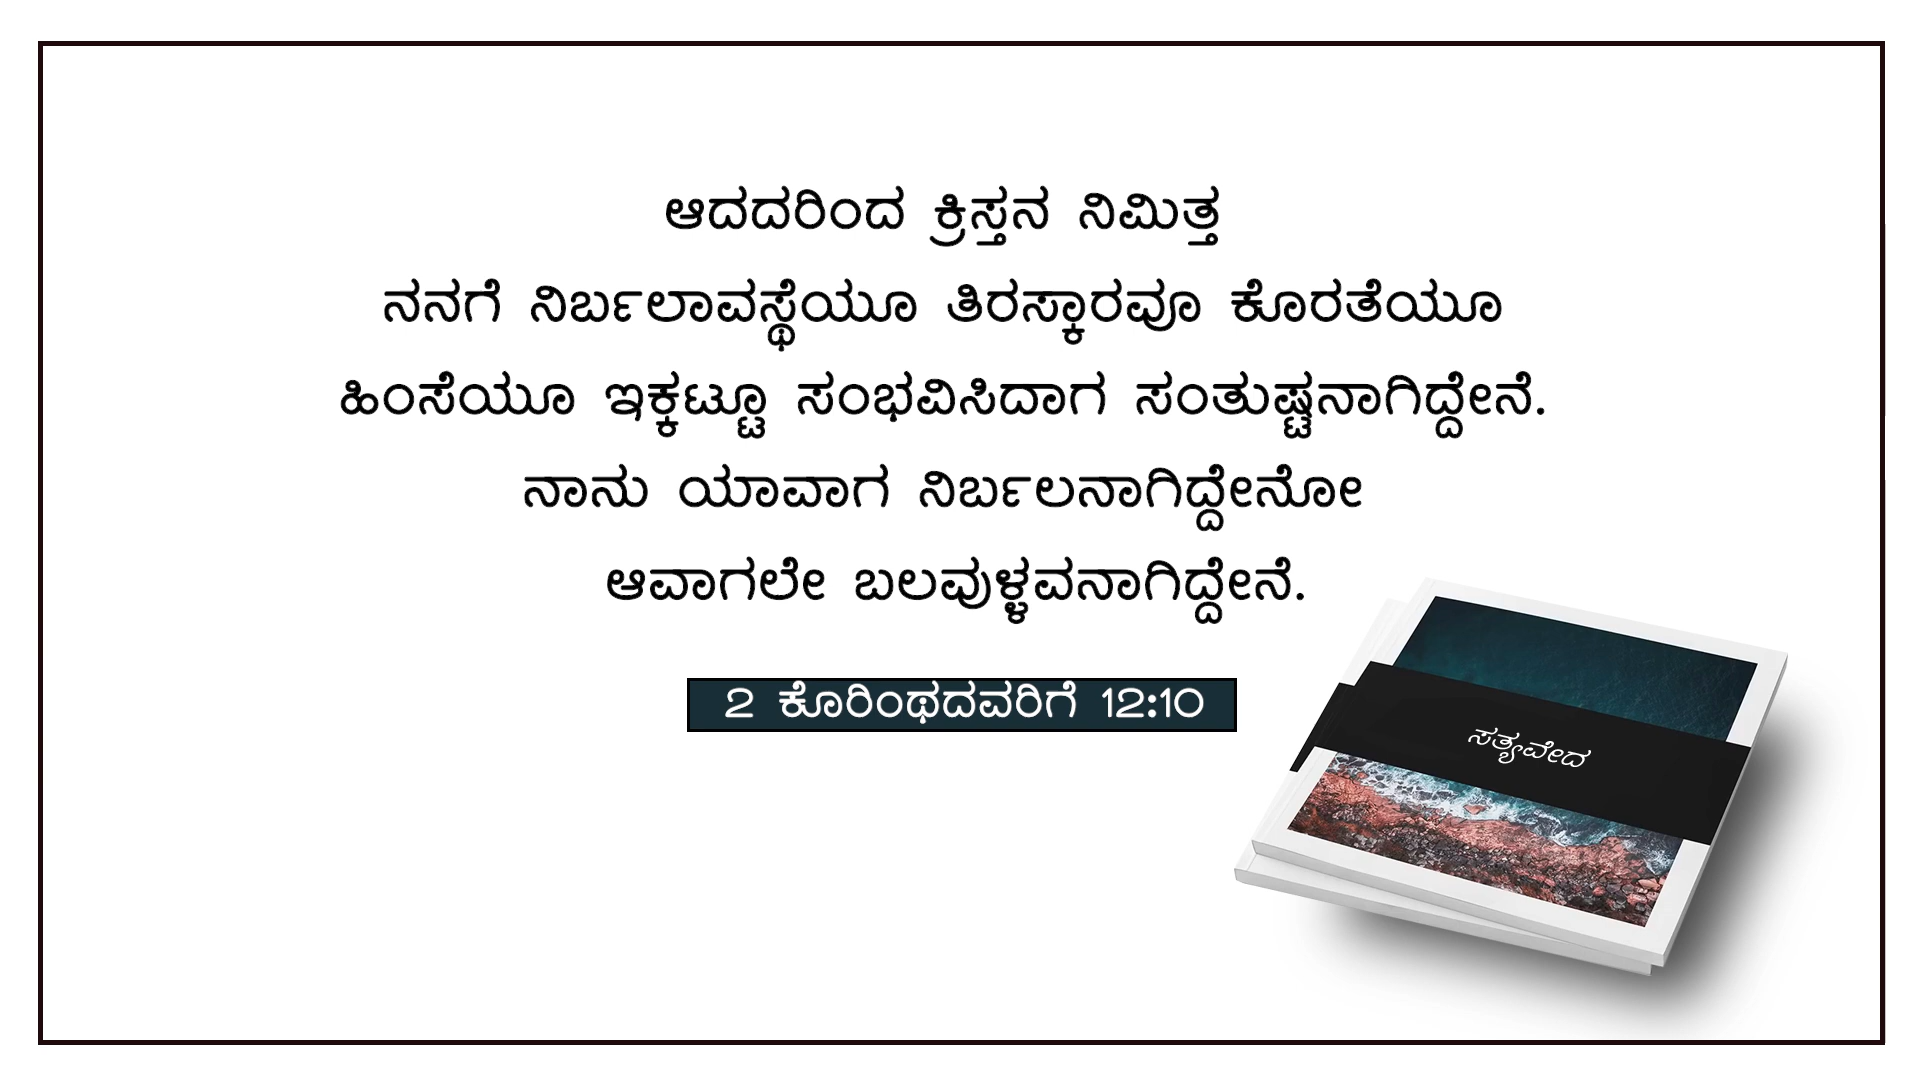 ಆದದರಿಂದ ಕ್ರಿಸ್ತನ ನಿಮಿತ್ತ
ನನಗೆ ನಿರ್ಬಲಾವಸ್ಥೆಯೂ ತಿರಸ್ಕಾರವೂ ಕೊರತೆಯೂ
ಹಿಂಸೆಯೂ ಇಕ್ಕಟ್ಟೂ ಸಂಭವಿಸಿದಾಗ ಸಂತುಷ್ಟನಾಗಿದ್ದೇನೆ.
ನಾನು ಯಾವಾಗ ನಿರ್ಬಲನಾಗಿದ್ದೇನೋ
ಆವಾಗಲೇ ಬಲವುಳ್ಳವನಾಗಿದ್ದೇನೆ.
2 ಕೊರಿಂಥದವರಿಗೆ 12:10
ಸತ್ಯವೇದ